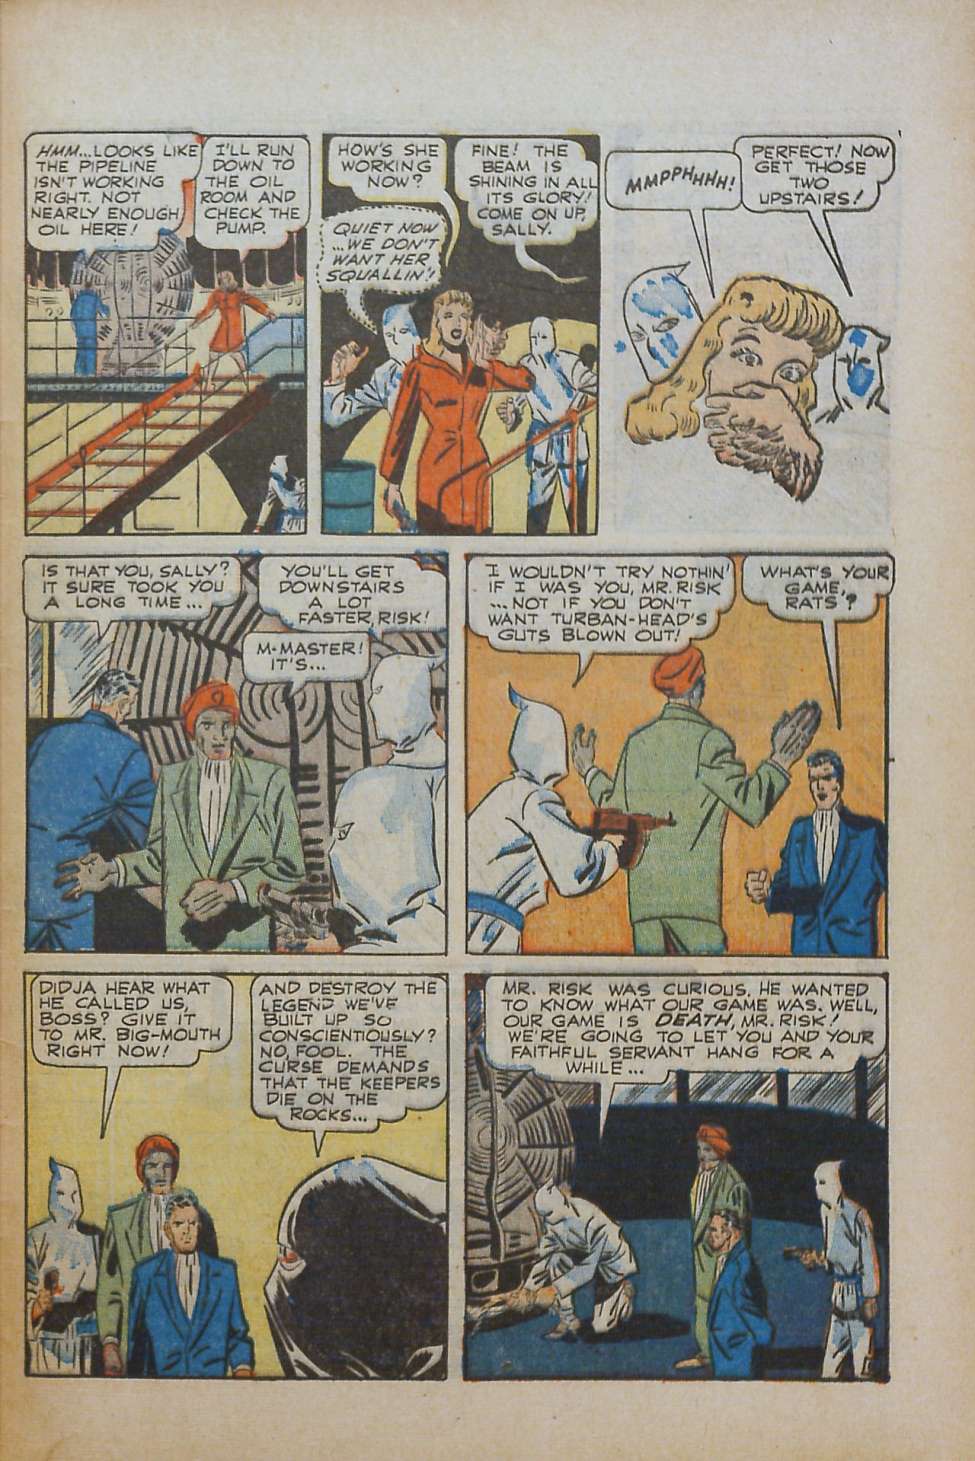 HMM...LOOKS LIKE
THE PIPELINE
ISN'T WORKING
RIGHT. NOT
NEARLY ENOUGH
OIL HERE!
I'LL RUN
DOWN TO
THE OIL
ROOM AND
CHECK THE
PUMP.
HOW'S SHE
WORKING
NOW?
QUIET NOW
...WE DON'T
WANT HER
SQUALLIN'!
FINE! THE
BEAM IS
SHINING IN ALL
ITS GLORY!
COME ON UP,
SALLY.
MMPPHHHH!
PERFECT! NOW
GET THOSE
TWO
UPSTAIRS!
IS THAT YOU, SALLY?
IT SURE TOOK YOU
A LONG TIME...
YOU'LL GET
DOWNSTAIRS
A LOT
FASTER, RISK!
M-MASTER!
IT'S...
I WOULDN'T TRY NOTHIN'
IF I WAS YOU, MR. RISK
...NOT IF YOU DON'T
WANT TURBAN-HEAD'S
GUTS BLOWN OUT!
WHAT'S YOUR
GAME,
RATS?
DIDJA HEAR WHAT
HE CALLED US,
BOSS? GIVE IT
TO MR. BIG-MOUTH
RIGHT NOW!
AND DESTROY THE
LEGEND WE'VE
BUILT UP SO
CONSCIENTIOUSLY?
NO, FOOL. THE
CURSE DEMANDS
THAT THE KEEPERS
DIE ON THE
ROCKS...
MR. RISK WAS CURIOUS, HE WANTED
TO KNOW WHAT OUR GAME WAS. WELL,
OUR GAME IS DEATH, MR. RISK!
WE'RE GOING TO LET YOU AND YOUR
FAITHFUL SERVANT HANG FOR A
WHILE...